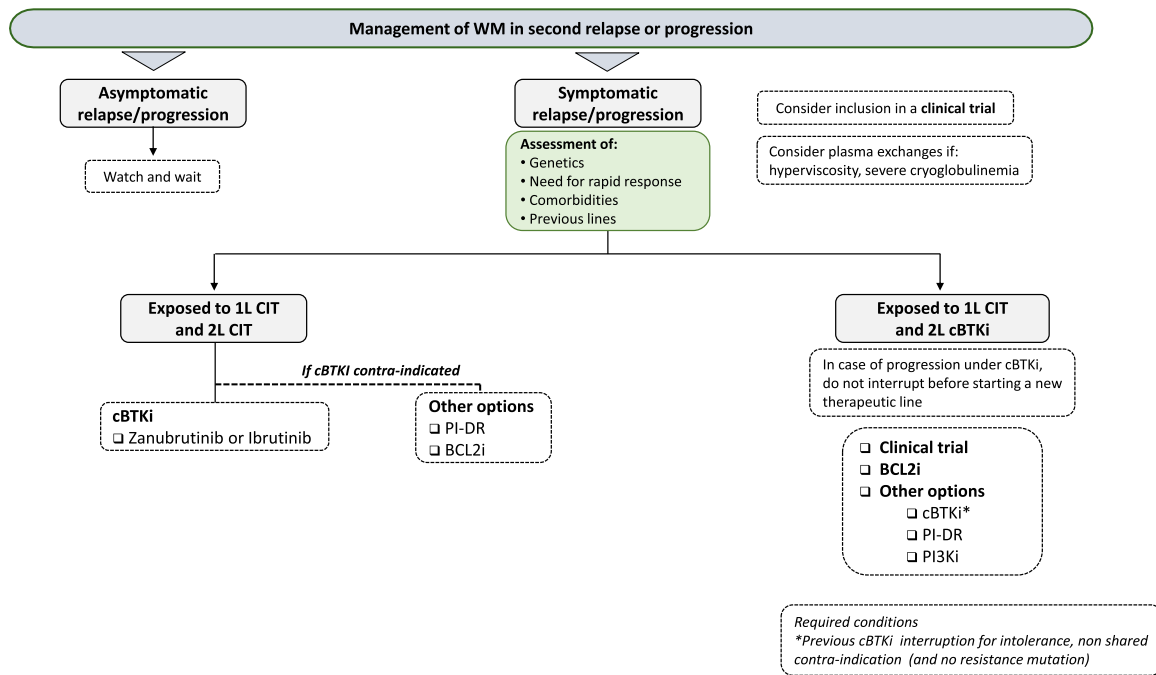 Management of WM in second relapse or progression
Asymptomatic
relapse/progression
Watch and wait
Symptomatic
relapse/progression
Assessment of:
• Genetics
• Need for rapid response
• Comorbidities
• Previous lines
Consider inclusion in a clinical trial
Consider plasma exchanges if:
hyperviscosity, severe cryoglobulinemia
Exposed to 1L CIT
and 2L CIT
If cBTKI contra-indicated
cBTKi
❑ Zanubrutinib or Ibrutinib
Other options
❑ PI-DR
❑ BCL2i
Exposed to 1L CIT
and 2L cBTKi
In case of progression under cBTKi,
do not interrupt before starting a new
therapeutic line
❑ Clinical trial
❑ BCL2i
❑ Other options
❑ cBTKi*
❑ PI-DR
❑ PI3Ki
Required conditions
*Previous cBTKi interruption for intolerance, non shared
contra-indication (and no resistance mutation)